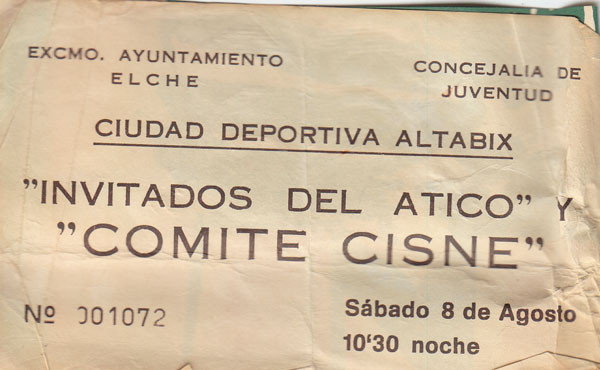 EXCMO. AYUNTAMIENTO
ELCHE
CONCEJALIA DE
JUVENTUD
CIUDAD DEPORTIVA ALTABIX
"INVITADOS DEL ATICO" Y
"COMITE CISNE"
Nº 001072
Sábado 8 de Agosto
10'30 noche